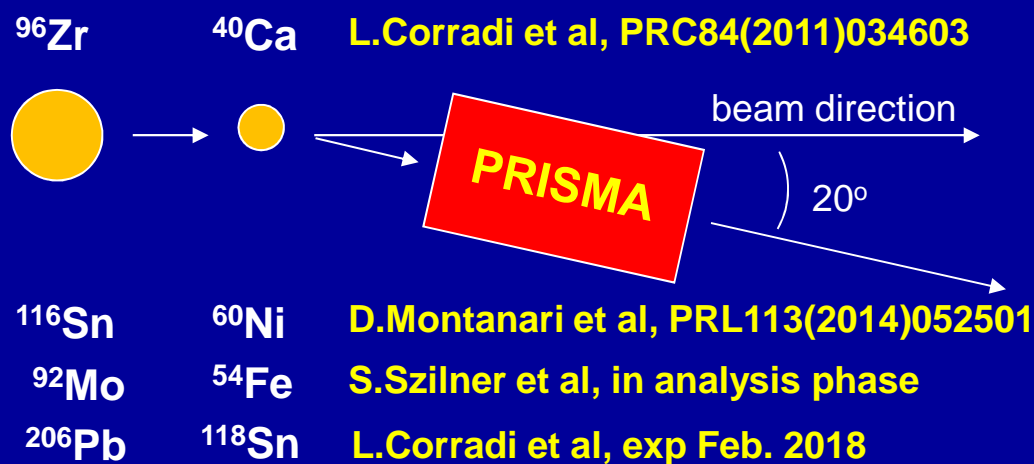 ⁹⁶Zr ⁴⁰Ca L.Corradi et al, PRC84(2011)034603
beam direction
PRISMA
20º
¹¹⁶Sn ⁶⁰Ni D.Montanari et al, PRL113(2014)052501
⁹²Mo ⁵⁴Fe S.Szilner et al, in analysis phase
²⁰⁶Pb ¹¹⁸Sn L.Corradi et al, exp Feb. 2018